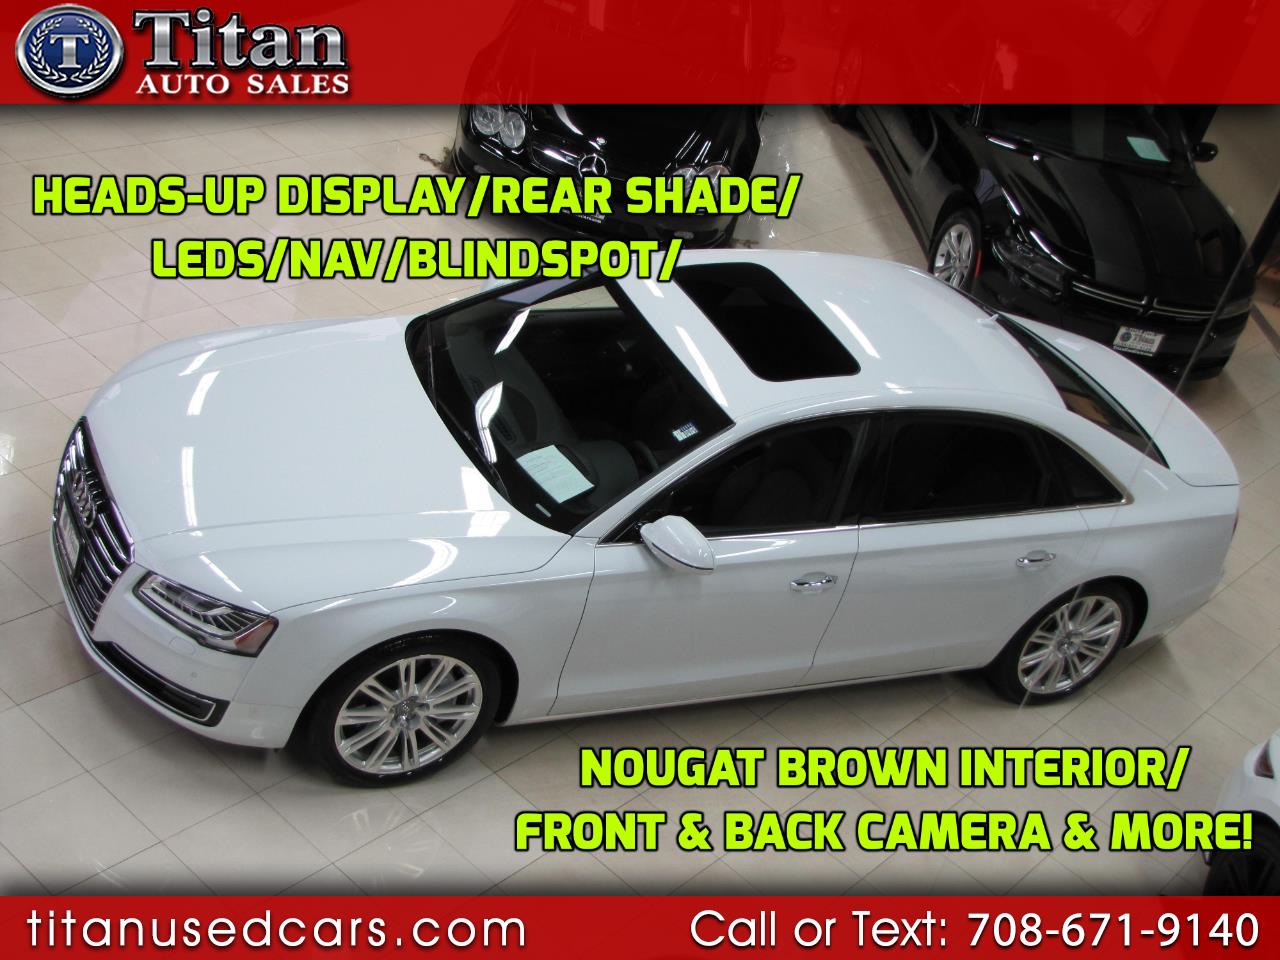 Titan
AUTO SALES
HEADS-UP DISPLAY/REAR SHADE/
LEDS/NAV/BLINDSPOT/
NOUGAT BROWN INTERIOR/
FRONT & BACK CAMERA & MORE!
titanusedcars.com
Call or Text: 708-671-9140